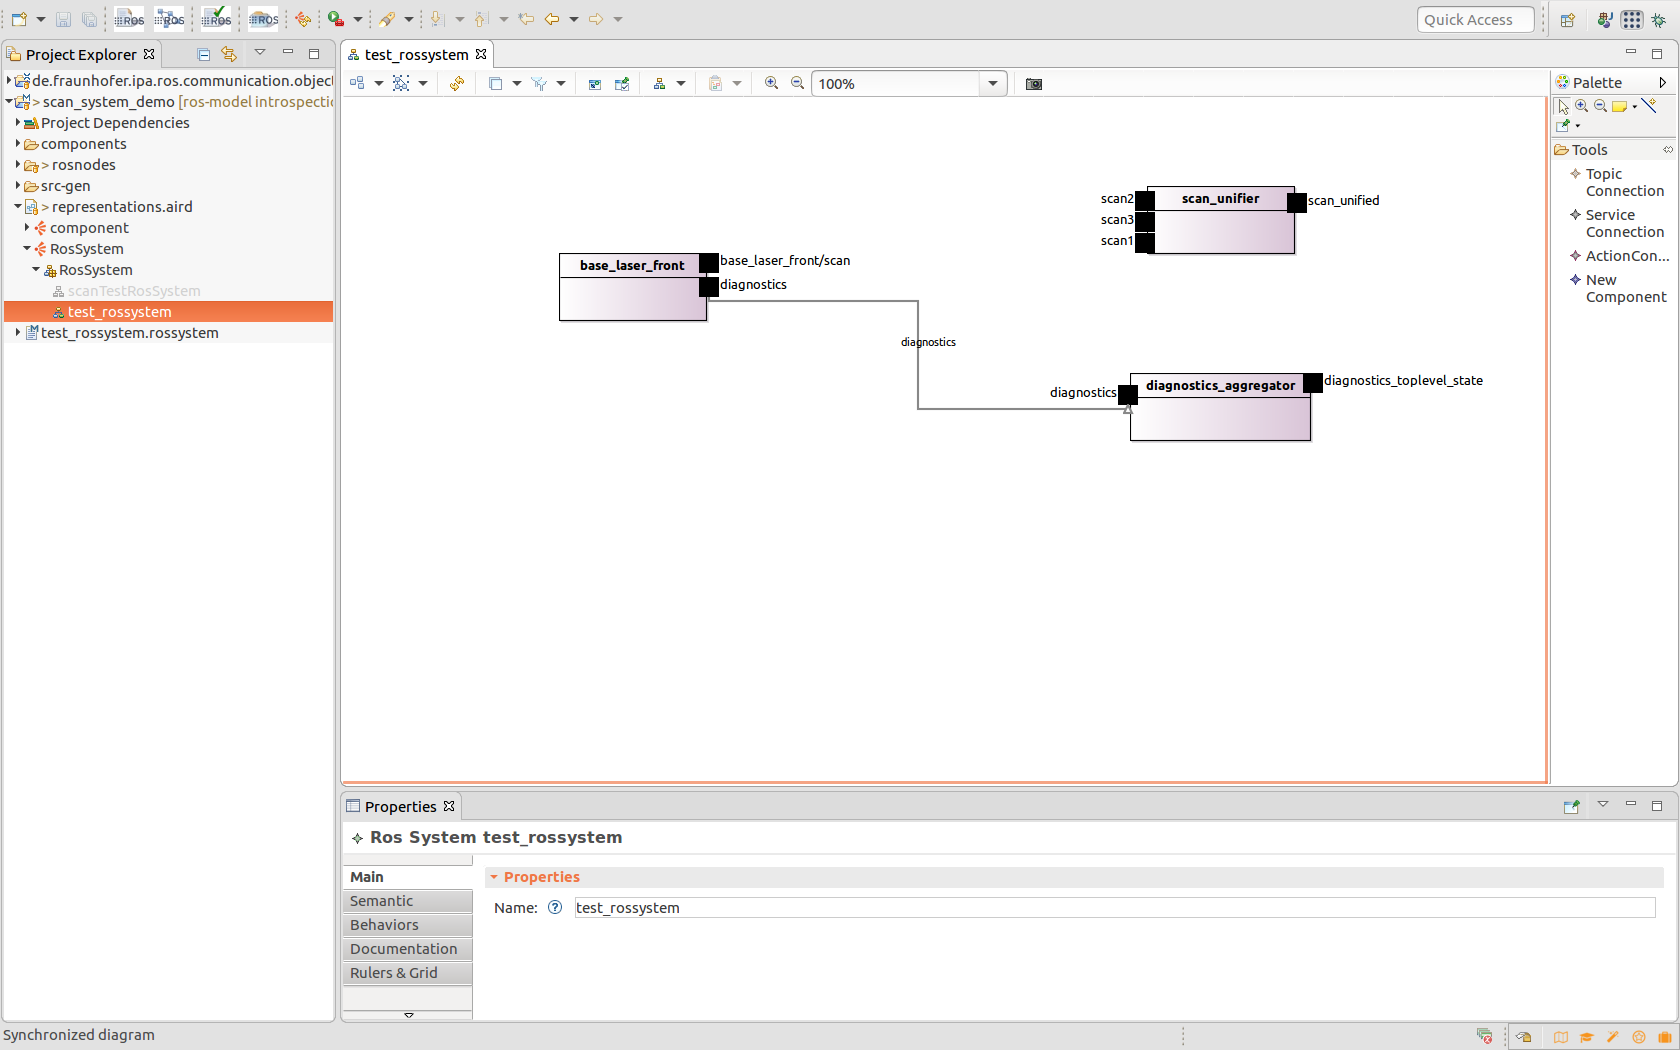 ROS ROS ROS ROS
Quick Access
Project Explorer
de.fraunhofer.ipa.ros.communication.object
> scan_system_demo [ros-model introspectio
Project Dependencies
components
> rosnodes
src-gen
> representations.aird
component
RosSystem
RosSystem
scanTestRosSystem
test_rossystem
test_rossystem.rossystem
test_rossystem
100%
scan2
scan3
scan1
scan_unifier
scan_unified
base_laser_front
base_laser_front/scan
diagnostics
diagnostics
diagnostics
diagnostics_aggregator
diagnostics_toplevel_state
Palette
Tools
Topic
Connection
Service
Connection
ActionCon...
New
Component
Properties
Ros System test_rossystem
Main
Semantic
Behaviors
Documentation
Rulers & Grid
Properties
Name: ? test_rossystem
Synchronized diagram